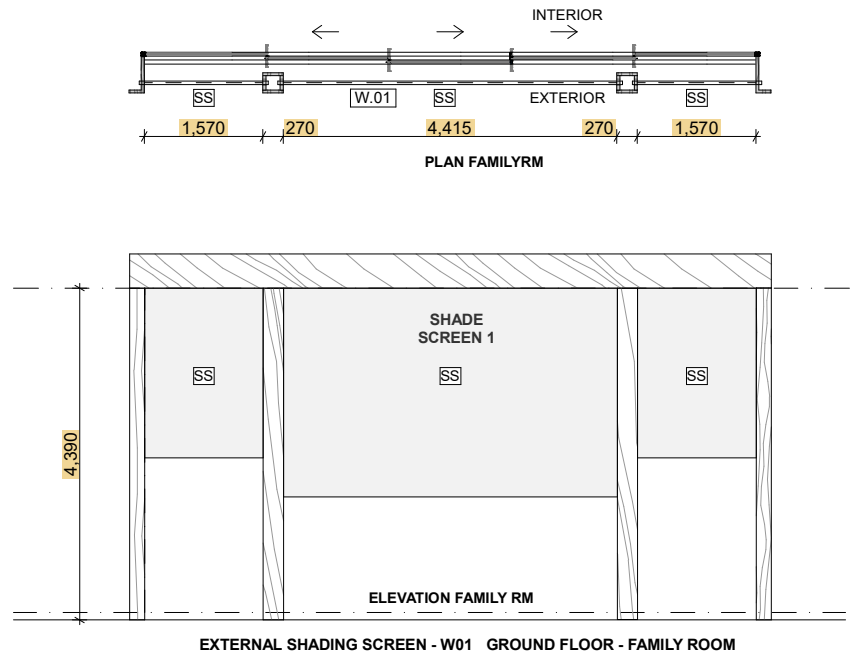 INTERIOR
SS
W.01
SS
EXTERIOR
SS
1,570
270
4,415
270
1,570
PLAN FAMILYRM
SHADE
SCREEN 1
SS
SS
SS
4,390
ELEVATION FAMILY RM
EXTERNAL SHADING SCREEN - W01 GROUND FLOOR - FAMILY ROOM